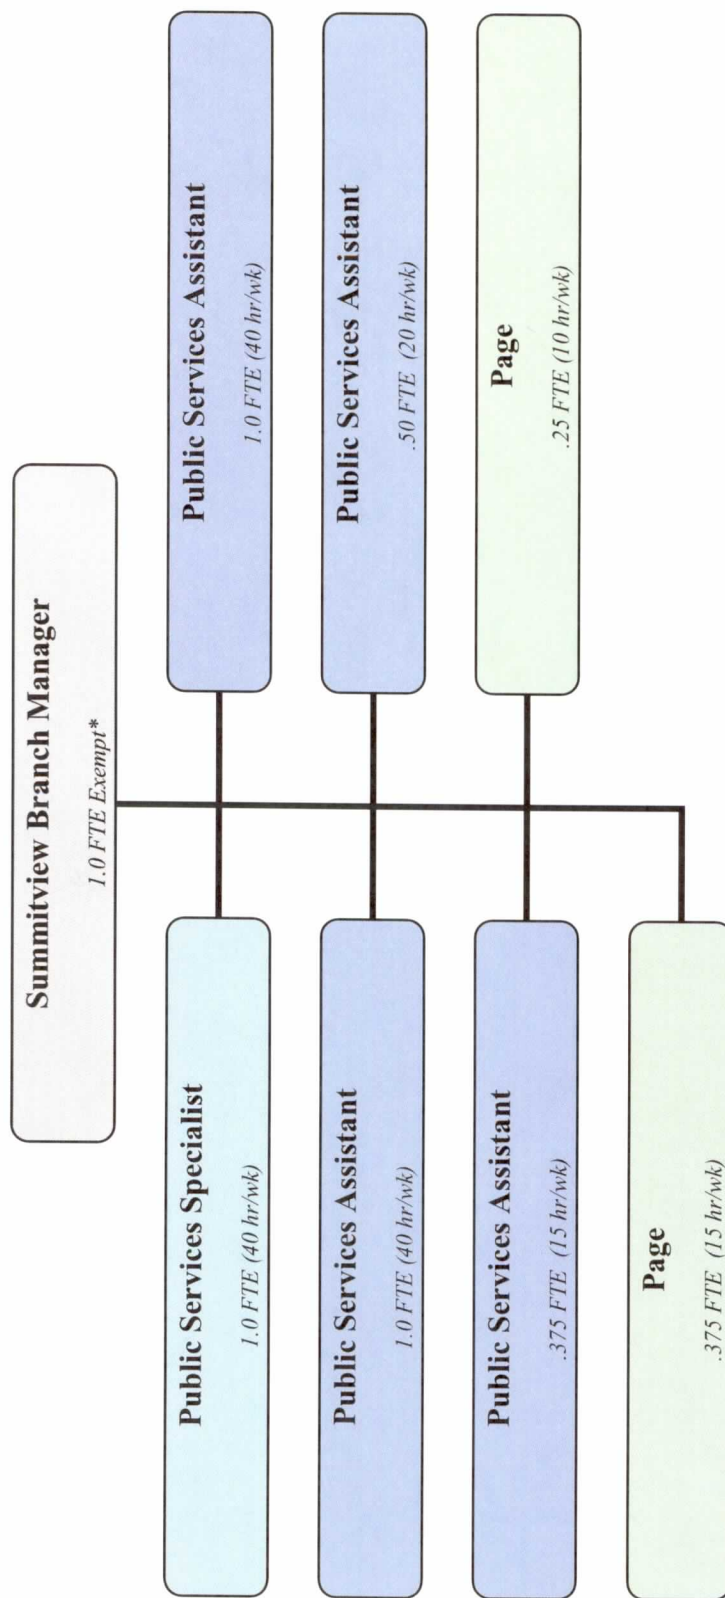 Summitview Branch Manager
1.0 FTE Exempt*
Public Services Specialist
1.0 FTE (40 hr/wk)
Public Services Assistant
1.0 FTE (40 hr/wk)
Public Services Assistant
1.0 FTE (40 hr/wk)
Public Services Assistant
.50 FTE (20 hr/wk)
Public Services Assistant
.375 FTE (15 hr/wk)
Page
.25 FTE (10 hr/wk)
Page
.375 FTE (15 hr/wk)